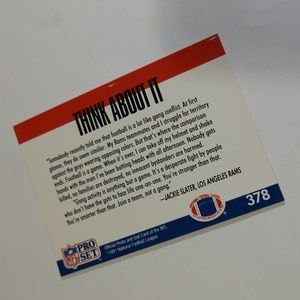 THINK ABOUT IT
"Somebody recently told me that football is a lot like gang conflict. At first
glance, they do seem similar. My Rams teammates and I struggle for territory
against the guys wearing opposing colors. But that's where the comparison
ends. Football is a game. When it's over, I can take off my helmet and shake
hands with the man I've been butting heads with all afternoon. Nobody gets
killed, no families are destroyed, no innocent bystanders are harmed.
"Gang activity is anything but a game. It's a desperate fight by people
who don't have the guts to face life one-on-one. You're stronger than that.
You're smarter than that. Join a team, not a gang."
—JACKIE SLATER, LOS ANGELES RAMS
NFL
PRO
SET
Official Photo and Stat Card of the NFL
©1991 National Football League.
378